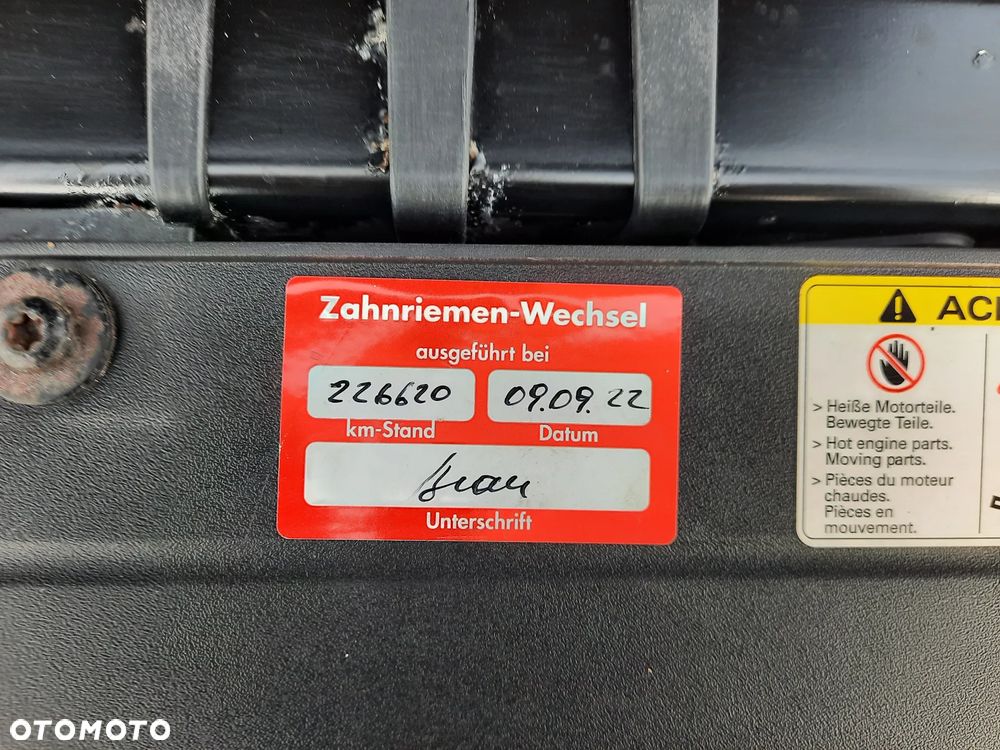 Zahnriemen-Wechsel
ausgeführt bei
226620
09.09.22
km-Stand
Datum
Unterschrift
> Heiße Motorteile.
Bewegte Teile.
> Hot engine parts.
Moving parts.
> Pièces du moteur
chaudes.
Pièces en
mouvement.
OTOMOTO